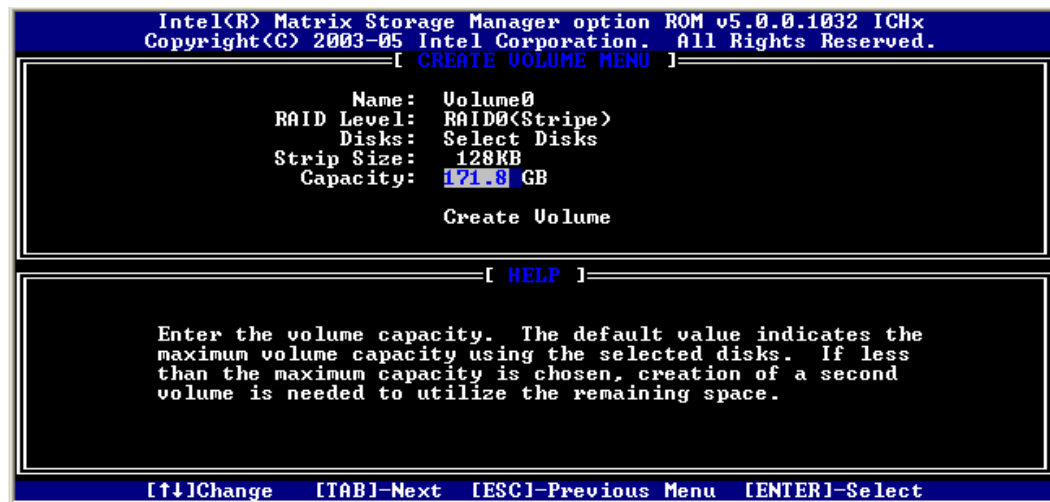 Intel(R) Matrix Storage Manager option ROM v5.0.0.1032 ICHx
Copyright(C) 2003-05 Intel Corporation.  All Rights Reserved.
[ CREATE VOLUME MENU ]
Name: Volume0
RAID Level: RAID0(Stripe)
Disks: Select Disks
Strip Size: 128KB
Capacity: 171.8 GB
Create Volume
[ HELP ]
Enter the volume capacity.  The default value indicates the
maximum volume capacity using the selected disks.  If less
than the maximum capacity is chosen, creation of a second
volume is needed to utilize the remaining space.
[↑↓]Change [TAB]-Next [ESC]-Previous Menu [ENTER]-Select